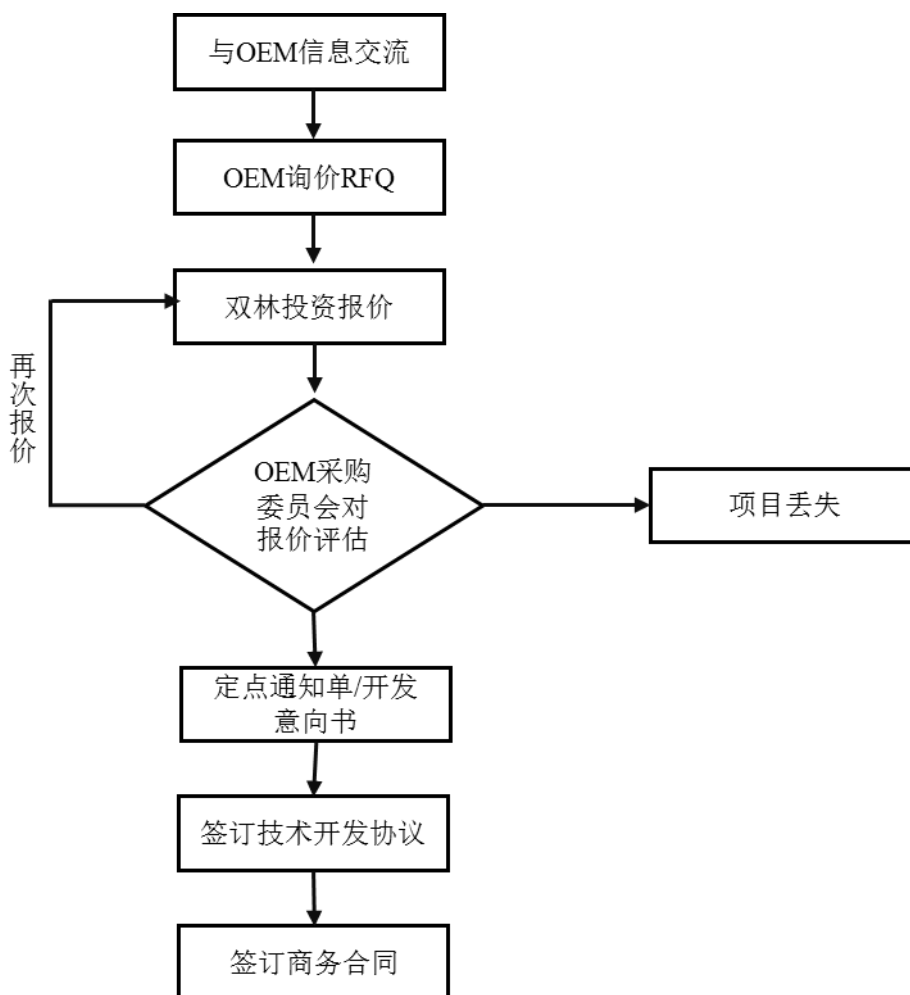 与OEM信息交流
OEM询价RFQ
双林投资报价
再次报价
OEM采购
委员会对
报价评估
项目丢失
定点通知单/开发
意向书
签订技术开发协议
签订商务合同